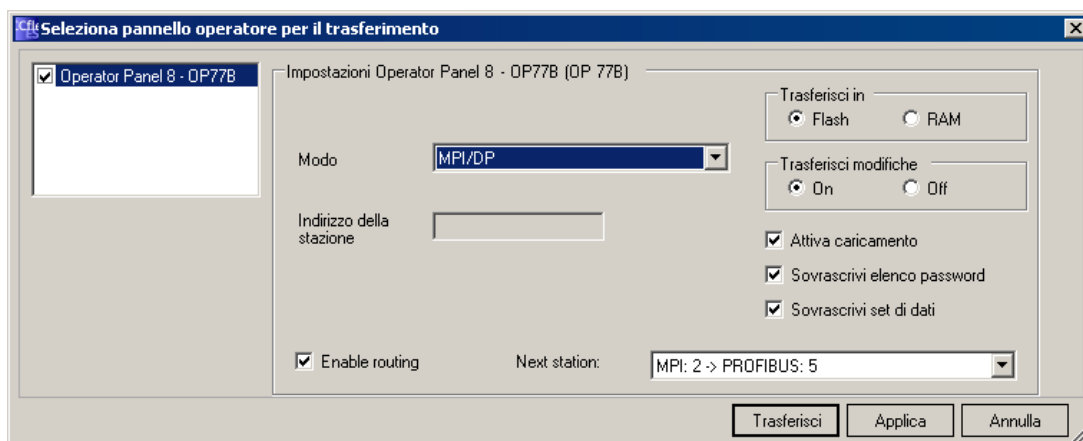 Seleziona pannello operatore per il trasferimento
Operator Panel 8 - OP77B
Impostazioni Operator Panel 8 - OP77B (OP 77B)
Trasferisci in
Flash
RAM
Modo
MPI/DP
Trasferisci modifiche
On
Off
Indirizzo della
stazione
Attiva caricamento
Sovrascrivi elenco password
Sovrascrivi set di dati
Enable routing
Next station:
MPI: 2 -> PROFIBUS: 5
Trasferisci
Applica
Annulla